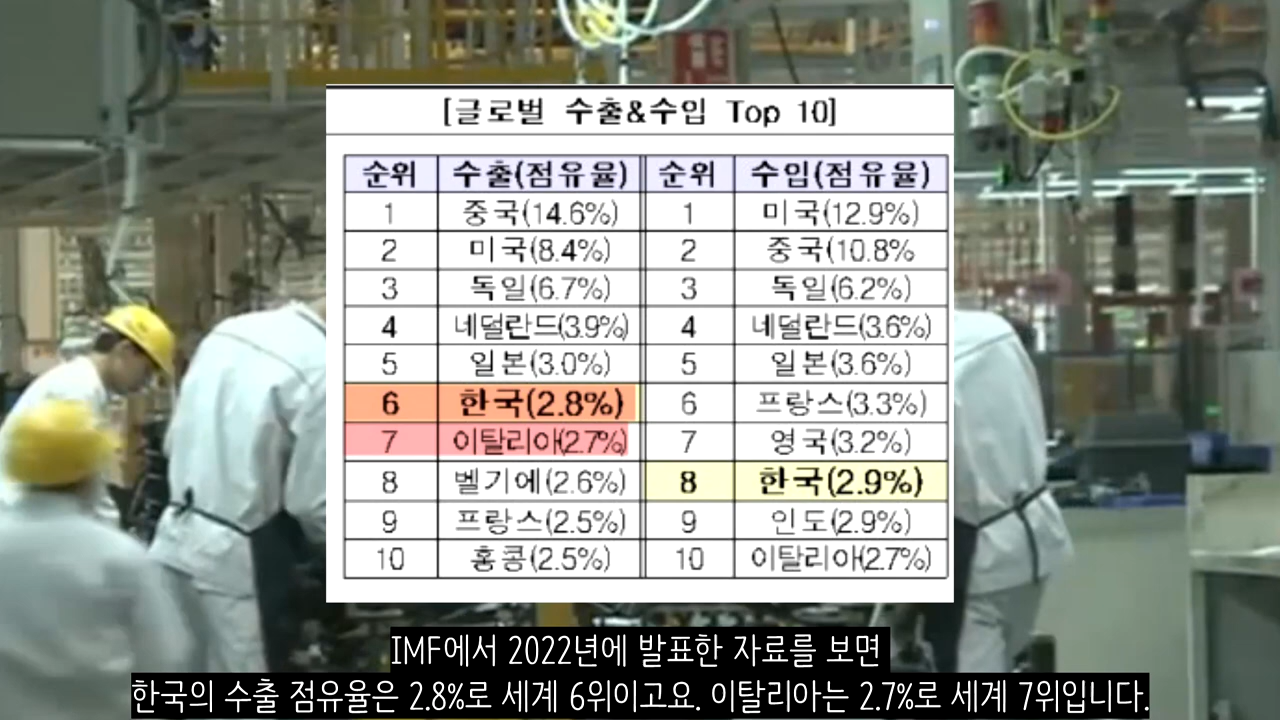 [글로벌 수출&수입 Top 10]
순위 수출(점유율) 순위 수입(점유율)
1 중국(14.6%) 1 미국(12.9%)
2 미국(8.4%) 2 중국(10.8%
3 독일(6.7%) 3 독일(6.2%)
4 네덜란드(3.9%) 4 네덜란드(3.6%)
5 일본(3.0%) 5 일본(3.6%)
6 한국(2.8%) 6 프랑스(3.3%)
7 이탈리아(2.7%) 7 영국(3.2%)
8 벨기에(2.6%) 8 한국(2.9%)
9 프랑스(2.5%) 9 인도(2.9%)
10 홍콩(2.5%) 10 이탈리아(2.7%)
IMF에서 2022년에 발표한 자료를 보면
한국의 수출 점유율은 2.8%로 세계 6위이고요. 이탈리아는 2.7%로 세계 7위입니다.